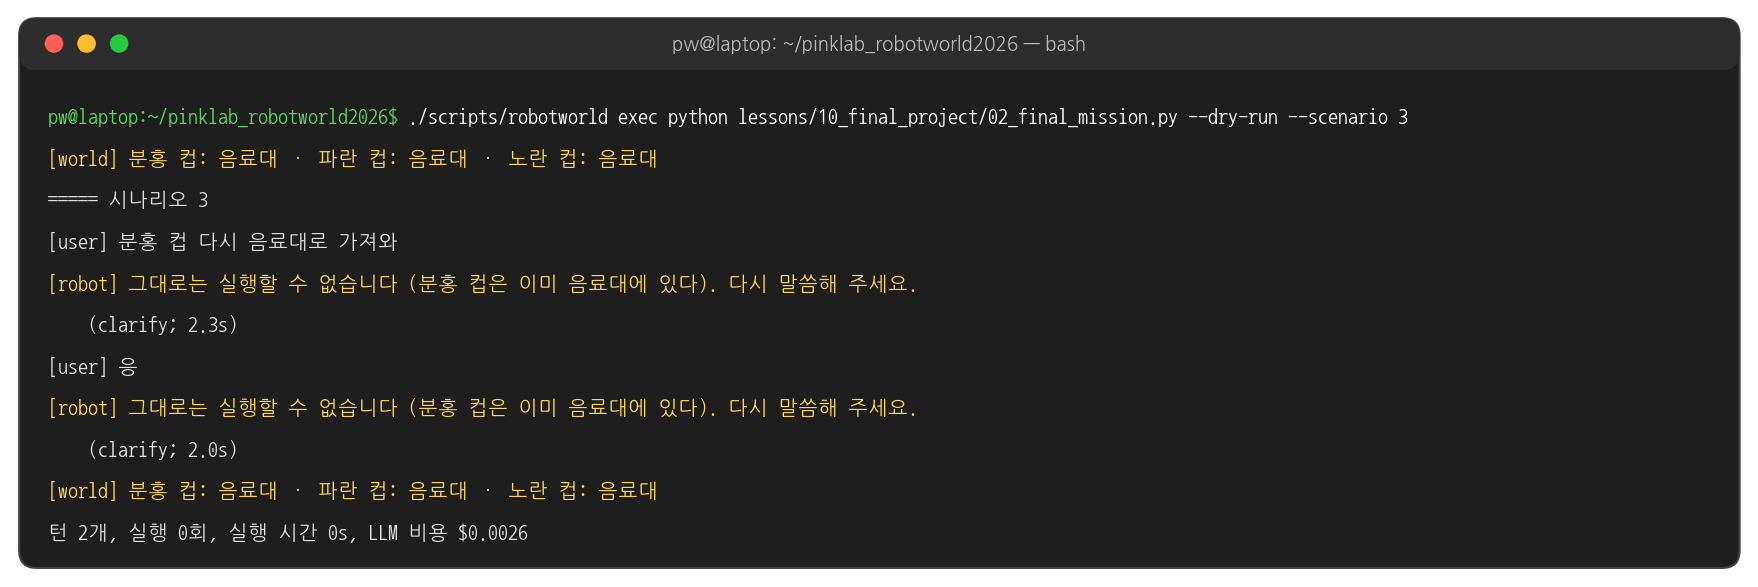 pw@laptop: ~/pinklab_robotworld2026 — bash
pw@laptop:~/pinklab_robotworld2026$ ./scripts/robotworld exec python lessons/10_final_project/02_final_mission.py --dry-run --scenario 3
[world] 분홍 컵: 음료대 · 파란 컵: 음료대 · 노란 컵: 음료대
===== 시나리오 3
[user] 분홍 컵 다시 음료대로 가져와
[robot] 그대로는 실행할 수 없습니다 (분홍 컵은 이미 음료대에 있다). 다시 말씀해 주세요.
(clarify; 2.3s)
[user] 응
[robot] 그대로는 실행할 수 없습니다 (분홍 컵은 이미 음료대에 있다). 다시 말씀해 주세요.
(clarify; 2.0s)
[world] 분홍 컵: 음료대 · 파란 컵: 음료대 · 노란 컵: 음료대
턴 2개, 실행 0회, 실행 시간 0s, LLM 비용 $0.0026